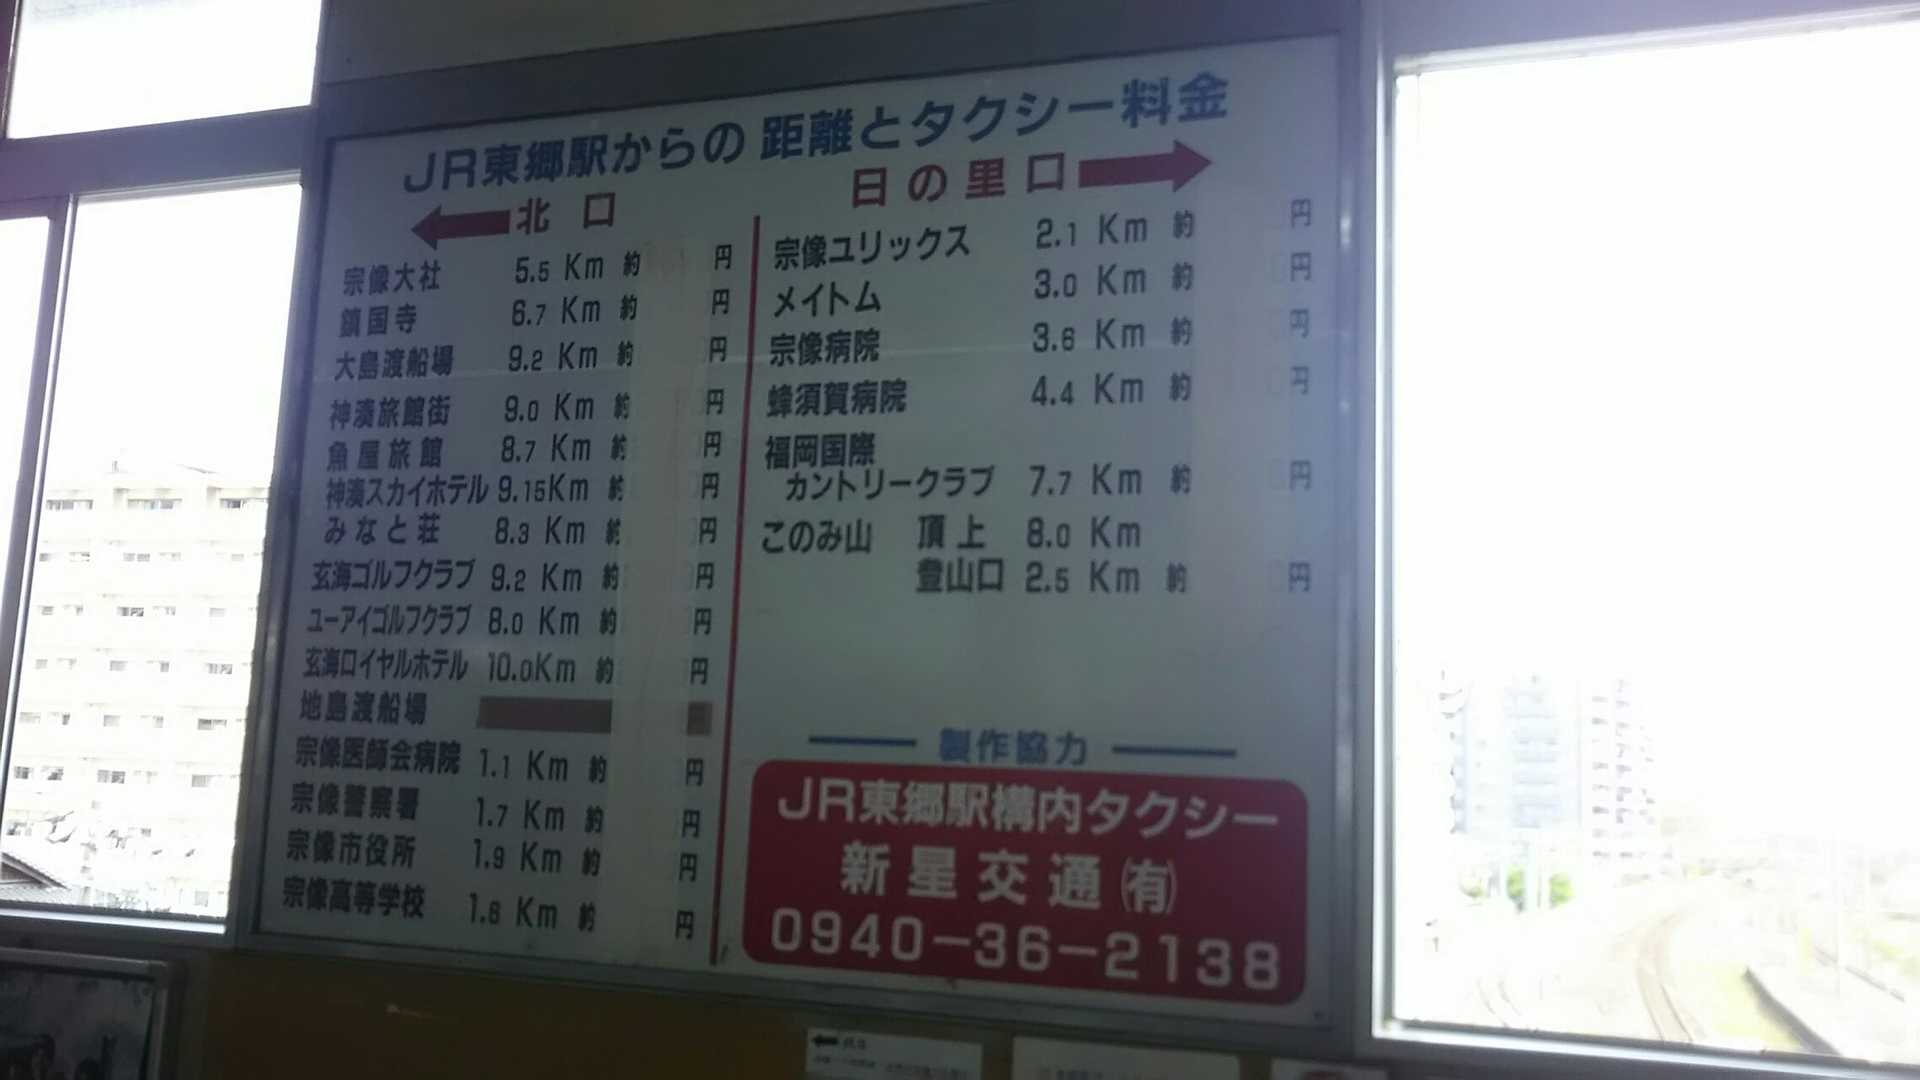 JR東郷駅からの 距離とタクシー料金
北口
宗像大社 5.5 Km 約 円
鎮国寺 6.7 Km 約 円
大島渡船場 9.2 Km 約 円
神湊旅館街 9.0 Km 約 円
魚屋旅館 8.7 Km 約 円
神湊スカイホテル 9.15Km 約 円
みなと荘 8.3 Km 約 円
玄海ゴルフクラブ 9.2 Km 約 円
ユーアイゴルフクラブ 8.0 Km 約 円
玄海ロイヤルホテル 10.0Km 約 円
地島渡船場
宗像医師会病院 1.1 Km 約 円
宗像警察署 1.7 Km 約 円
宗像市役所 1.9 Km 約 円
宗像高等学校 1.6 Km 約 円
日の里口
宗像ユリックス 2.1 Km 約 円
メイトム 3.0 Km 約 円
宗像病院 3.6 Km 約 円
蜂須賀病院 4.4 Km 約 円
福岡国際
カントリークラブ 7.7 Km 約 円
このみ山 頂上 8.0 Km
登山口 2.5 Km 約 円
製作協力
JR東郷駅構内タクシー
新星交通㈲
0940-36-2138